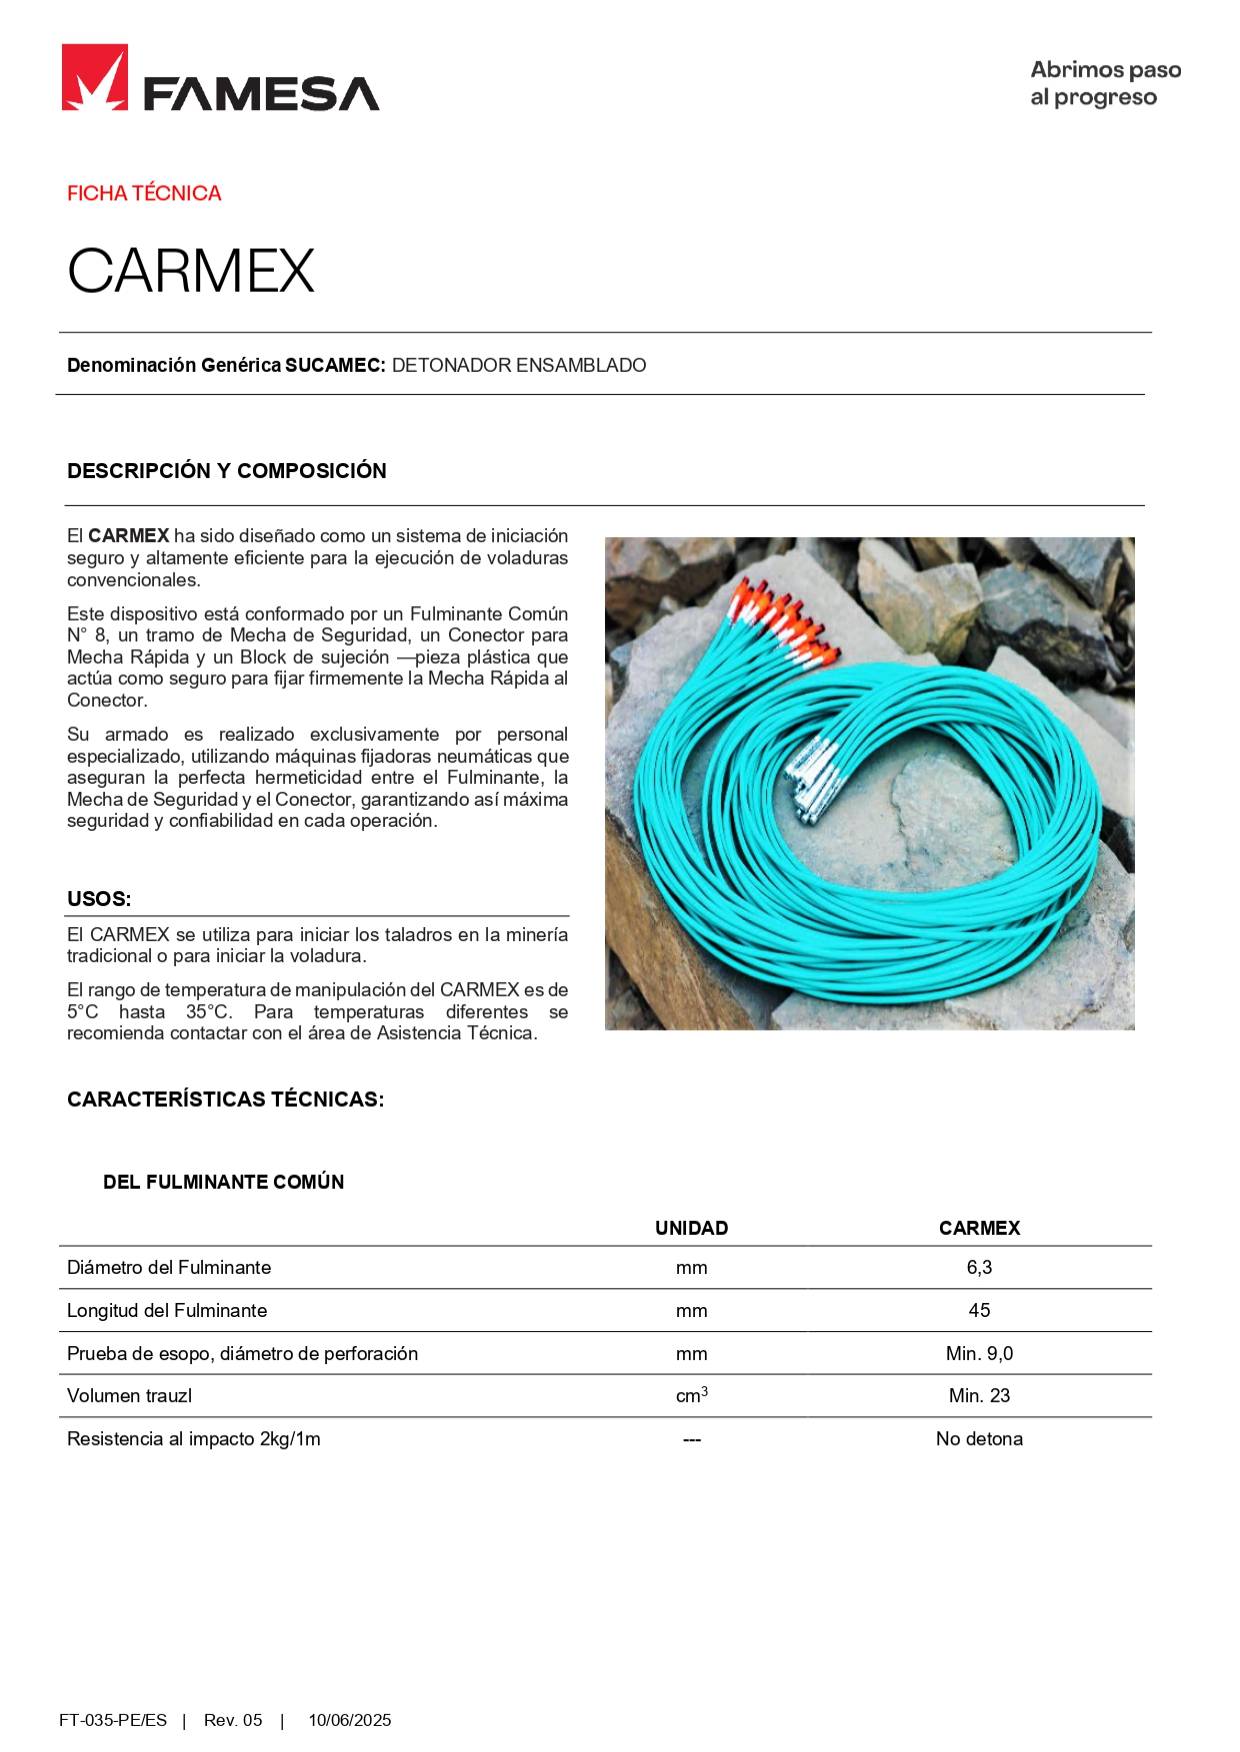 FAMESA
Abrimos paso
al progreso
FICHA TÉCNICA
CARMEX
Denominación Genérica SUCAMEC: DETONADOR ENSAMBLADO
DESCRIPCIÓN Y COMPOSICIÓN
El CARMEX ha sido diseñado como un sistema de iniciación
seguro y altamente eficiente para la ejecución de voladuras
convencionales.
Este dispositivo está conformado por un Fulminante Común
N° 8, un tramo de Mecha de Seguridad, un Conector para
Mecha Rápida y un Block de sujeción —pieza plástica que
actúa como seguro para fijar firmemente la Mecha Rápida al
Conector.
Su armado es realizado exclusivamente por personal
especializado, utilizando máquinas fijadoras neumáticas que
aseguran la perfecta hermeticidad entre el Fulminante, la
Mecha de Seguridad y el Conector, garantizando así máxima
seguridad y confiabilidad en cada operación.
USOS:
El CARMEX se utiliza para iniciar los taladros en la minería
tradicional o para iniciar la voladura.
El rango de temperatura de manipulación del CARMEX es de
5°C hasta 35°C. Para temperaturas diferentes se
recomienda contactar con el área de Asistencia Técnica.
CARACTERÍSTICAS TÉCNICAS:
DEL FULMINANTE COMÚN
UNIDAD CARMEX
Diámetro del Fulminante mm 6,3
Longitud del Fulminante mm 45
Prueba de esopo, diámetro de perforación mm Min. 9,0
Volumen trauzl cm³ Min. 23
Resistencia al impacto 2kg/1m --- No detona
FT-035-PE/ES | Rev. 05 | 10/06/2025